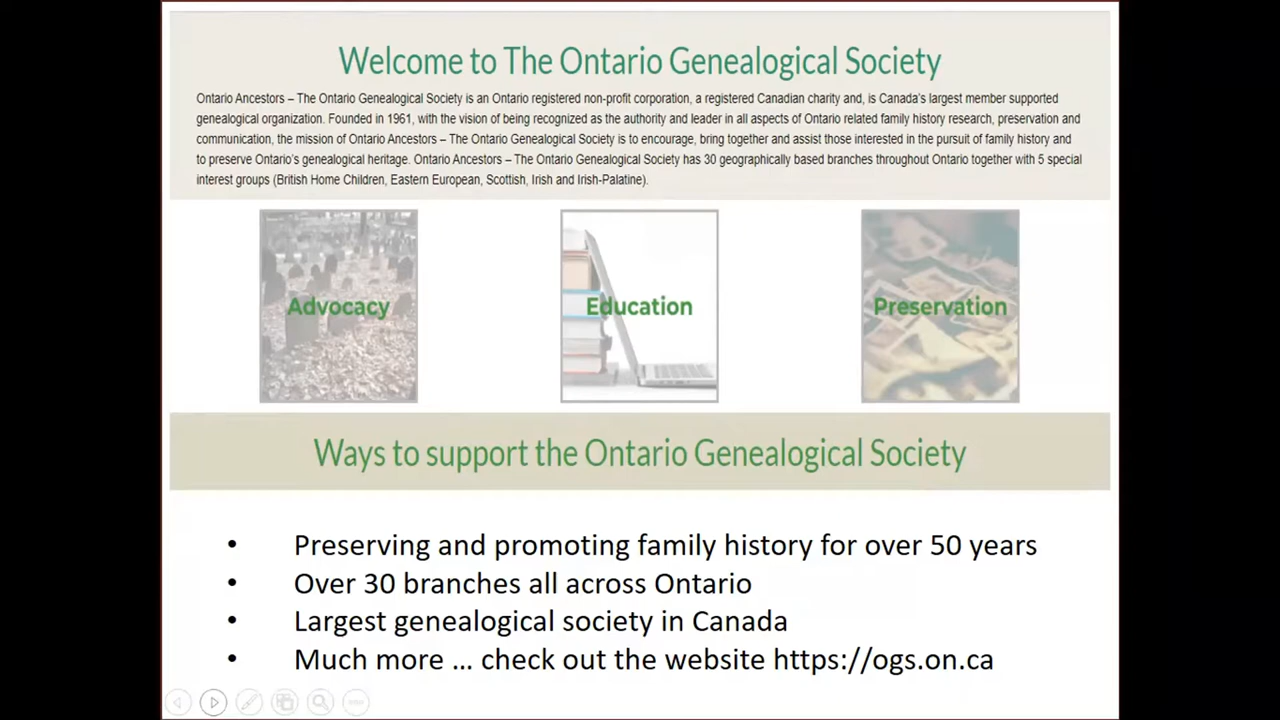 Welcome to The Ontario Genealogical Society
Ontario Ancestors – The Ontario Genealogical Society is an Ontario registered non-profit corporation, a registered Canadian charity and, is Canada's largest member supported
genealogical organization. Founded in 1961, with the vision of being recognized as the authority and leader in all aspects of Ontario related family history research, preservation and
communication, the mission of Ontario Ancestors – The Ontario Genealogical Society is to encourage, bring together and assist those interested in the pursuit of family history and
to preserve Ontario's genealogical heritage. Ontario Ancestors – The Ontario Genealogical Society has 30 geographically based branches throughout Ontario together with 5 special
interest groups (British Home Children, Eastern European, Scottish, Irish and Irish-Palatine).
Advocacy
Education
Preservation
Ways to support the Ontario Genealogical Society
• Preserving and promoting family history for over 50 years
• Over 30 branches all across Ontario
• Largest genealogical society in Canada
• Much more ... check out the website https://ogs.on.ca